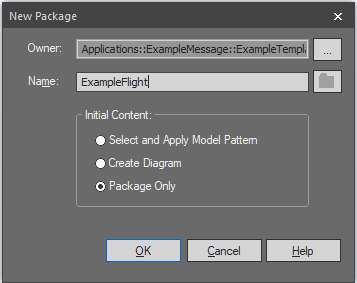 New Package
Owner: Applications::ExampleMessage::ExampleTempla ...
Name: ExampleFlight
Initial Content:
Select and Apply Model Pattern
Create Diagram
Package Only
OK Cancel Help